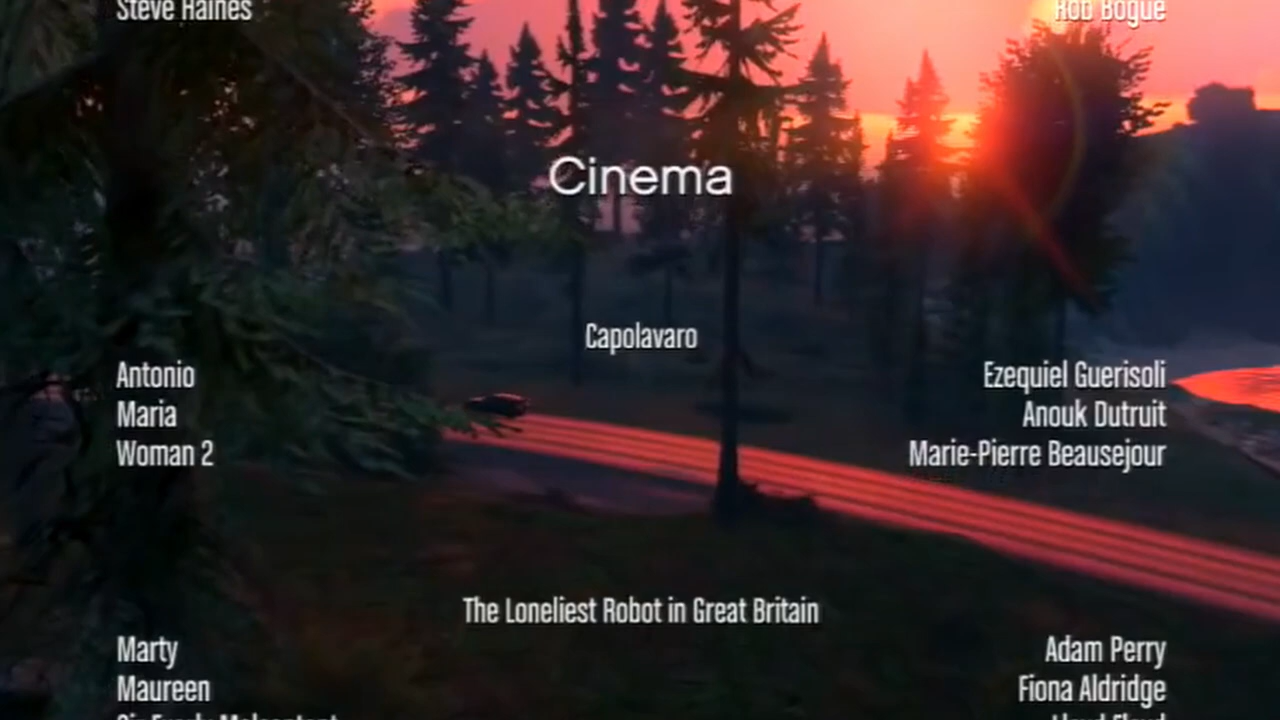 Steve Haines Rob Bogue
Cinema
Capolavaro
Antonio Ezequiel Guerisoli
Maria Anouk Dutruit
Woman 2 Marie-Pierre Beausejour
The Loneliest Robot in Great Britain
Marty Adam Perry
Maureen Fiona Aldridge